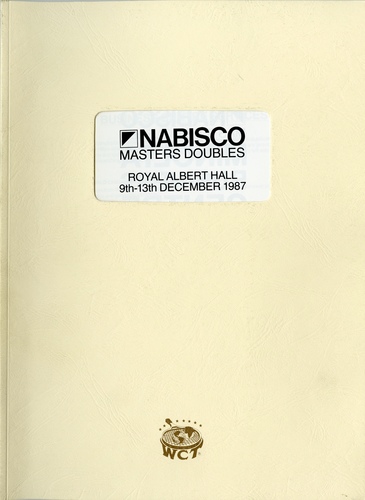 NABISCO
MASTERS DOUBLES
ROYAL ALBERT HALL
9th-13th DECEMBER 1987
WCT